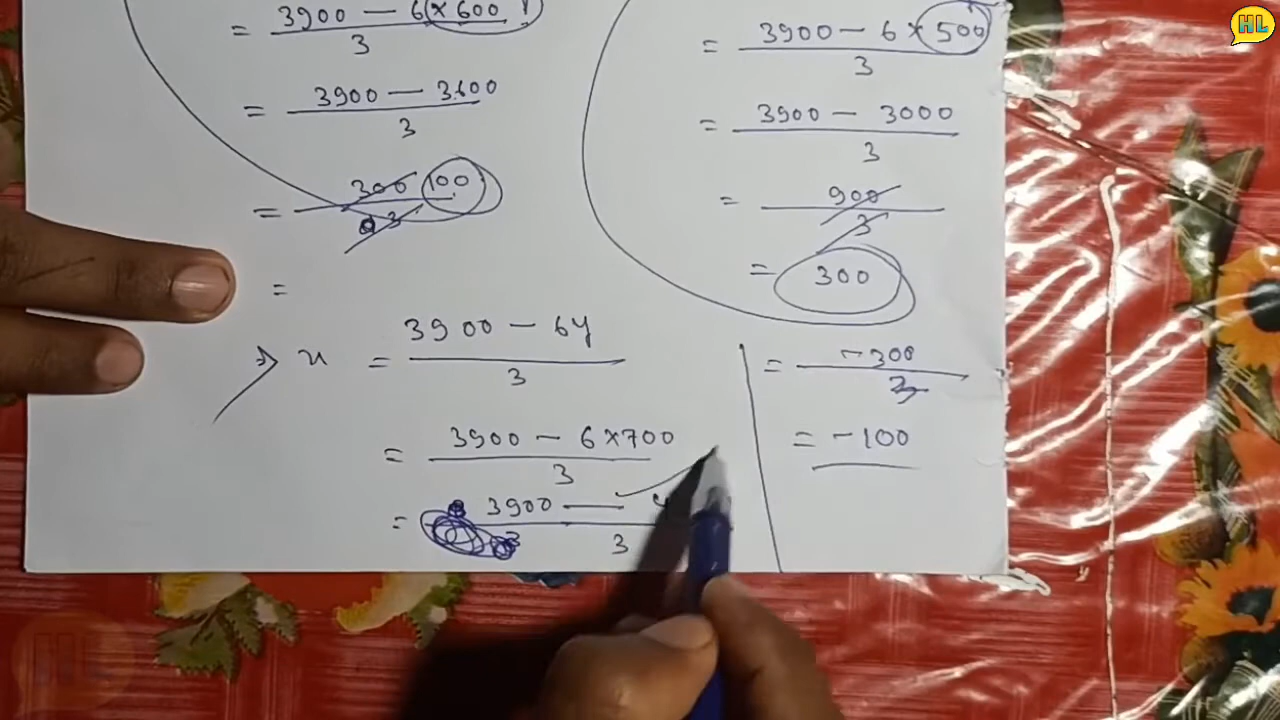 = 3900 — 6 × 600
3
= 3900 — 3600
3
= 300 100
3
=
= 3900 — 6 × 500
3
= 3900 — 3000
3
= 900
3
= 300
⇒ x = 3900 — 6y
3
= 3900 — 6×700
3
= 3900 —
3
= -300
3
= -100
HL